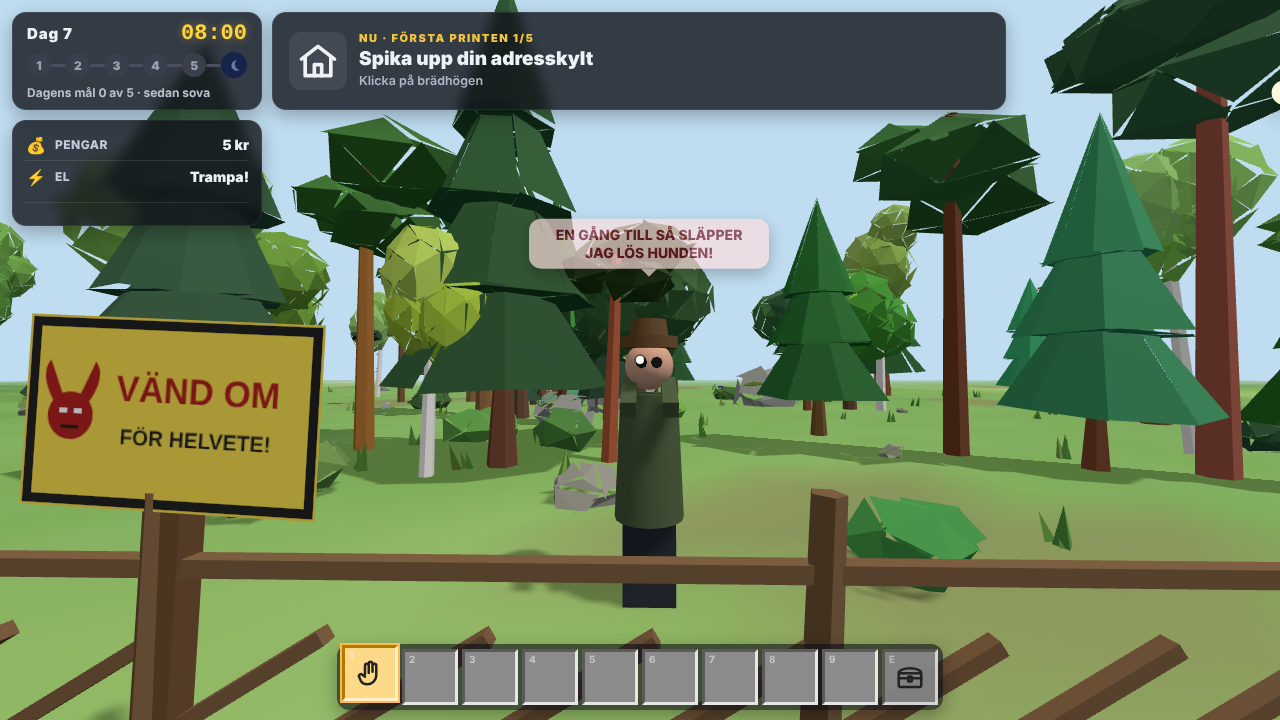 Dag 7
08:00
1 2 3 4 5
Dagens mål 0 av 5 · sedan sova
PENGAR 5 kr
EL Trampa!
NU · FÖRSTA PRINTEN 1/5
Spika upp din adresskylt
Klicka på brädhögen
EN GÅNG TILL SÅ SLÄPPER
JAG LÖS HUNDEN!
VÄND OM
FÖR HELVETE!
1 2 3 4 5 6 7 8 9 E